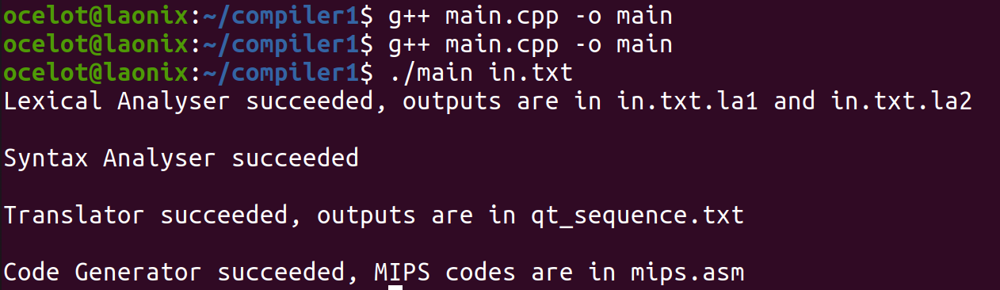 ocelot@laonix:~/compiler1$ g++ main.cpp -o main
ocelot@laonix:~/compiler1$ g++ main.cpp -o main
ocelot@laonix:~/compiler1$ ./main in.txt
Lexical Analyser succeeded, outputs are in in.txt.la1 and in.txt.la2
Syntax Analyser succeeded
Translator succeeded, outputs are in qt_sequence.txt
Code Generator succeeded, MIPS codes are in mips.asm